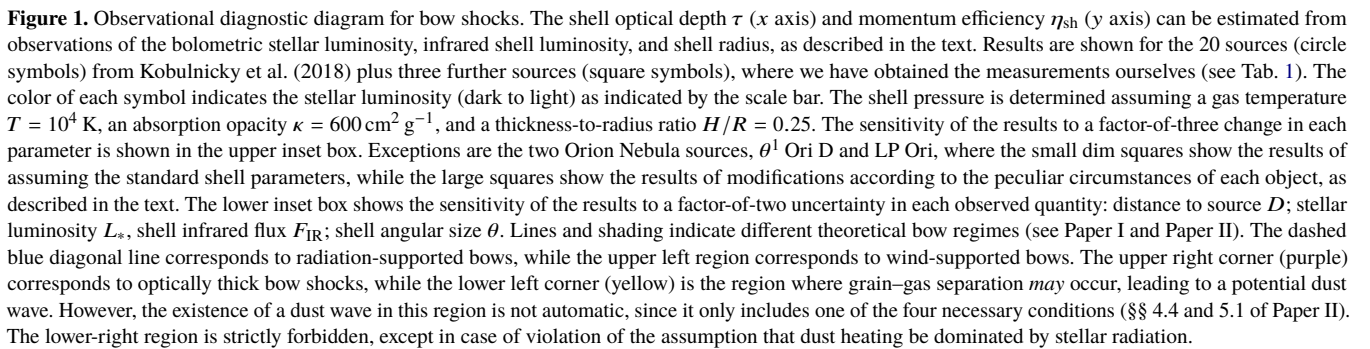 Figure 1. Observational diagnostic diagram for bow shocks. The shell optical depth τ (x axis) and momentum efficiency ηsh (y axis) can be estimated from
observations of the bolometric stellar luminosity, infrared shell luminosity, and shell radius, as described in the text. Results are shown for the 20 sources (circle
symbols) from Kobulnicky et al. (2018) plus three further sources (square symbols), where we have obtained the measurements ourselves (see Tab. 1). The
color of each symbol indicates the stellar luminosity (dark to light) as indicated by the scale bar. The shell pressure is determined assuming a gas temperature
T = 10⁴ K, an absorption opacity κ = 600 cm² g⁻¹, and a thickness-to-radius ratio H/R = 0.25. The sensitivity of the results to a factor-of-three change in each
parameter is shown in the upper inset box. Exceptions are the two Orion Nebula sources, θ¹ Ori D and LP Ori, where the small dim squares show the results of
assuming the standard shell parameters, while the large squares show the results of modifications according to the peculiar circumstances of each object, as
described in the text. The lower inset box shows the sensitivity of the results to a factor-of-two uncertainty in each observed quantity: distance to source D; stellar
luminosity L∗, shell infrared flux FIR; shell angular size θ. Lines and shading indicate different theoretical bow regimes (see Paper I and Paper II). The dashed
blue diagonal line corresponds to radiation-supported bows, while the upper left region corresponds to wind-supported bows. The upper right corner (purple)
corresponds to optically thick bow shocks, while the lower left corner (yellow) is the region where grain–gas separation may occur, leading to a potential dust
wave. However, the existence of a dust wave in this region is not automatic, since it only includes one of the four necessary conditions (§§ 4.4 and 5.1 of Paper II).
The lower-right region is strictly forbidden, except in case of violation of the assumption that dust heating be dominated by stellar radiation.